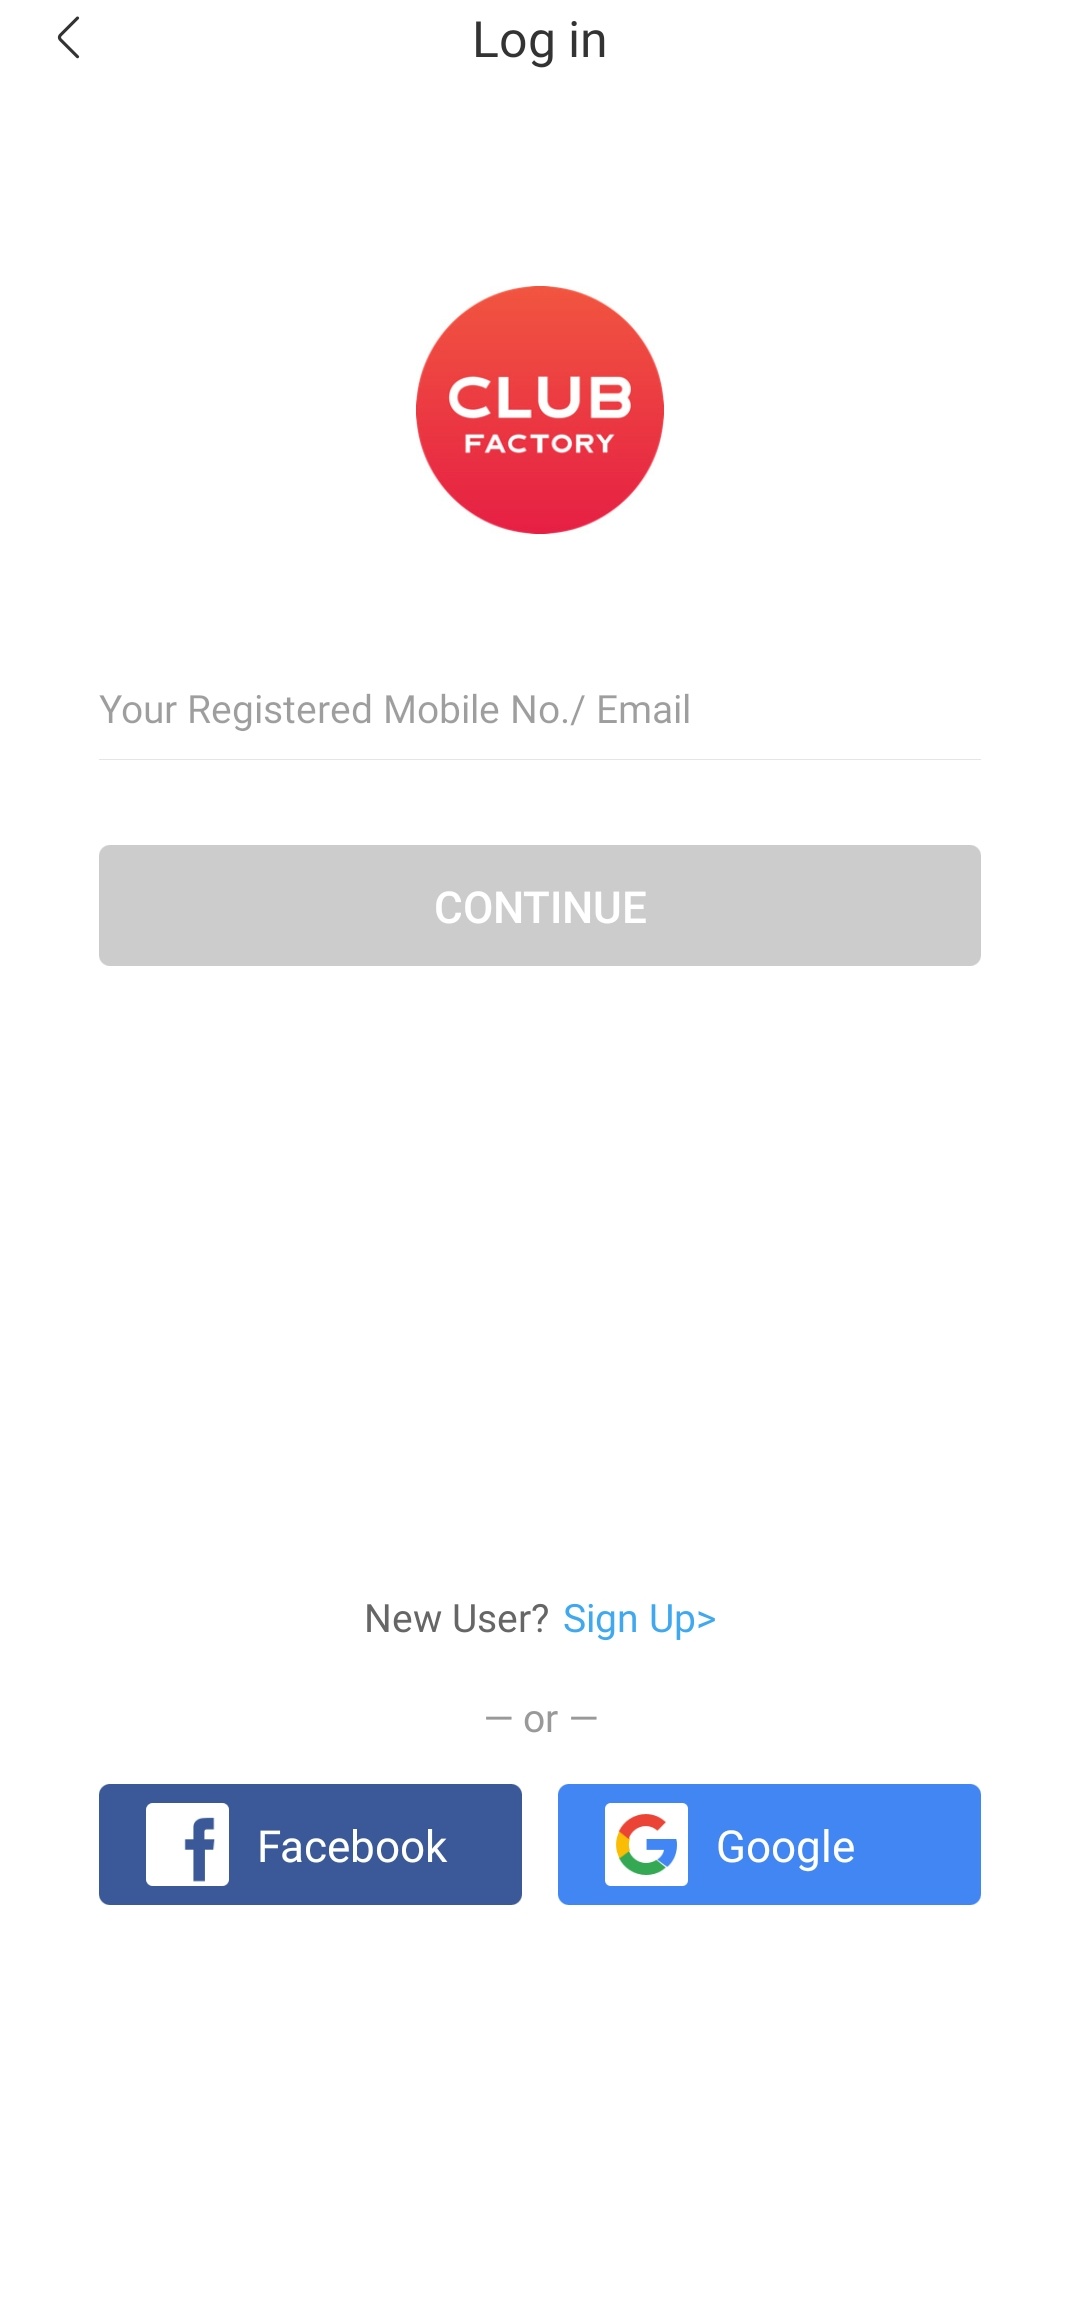 Log in
CLUB
FACTORY
Your Registered Mobile No./ Email
CONTINUE
New User? Sign Up>
— or —
Facebook
Google